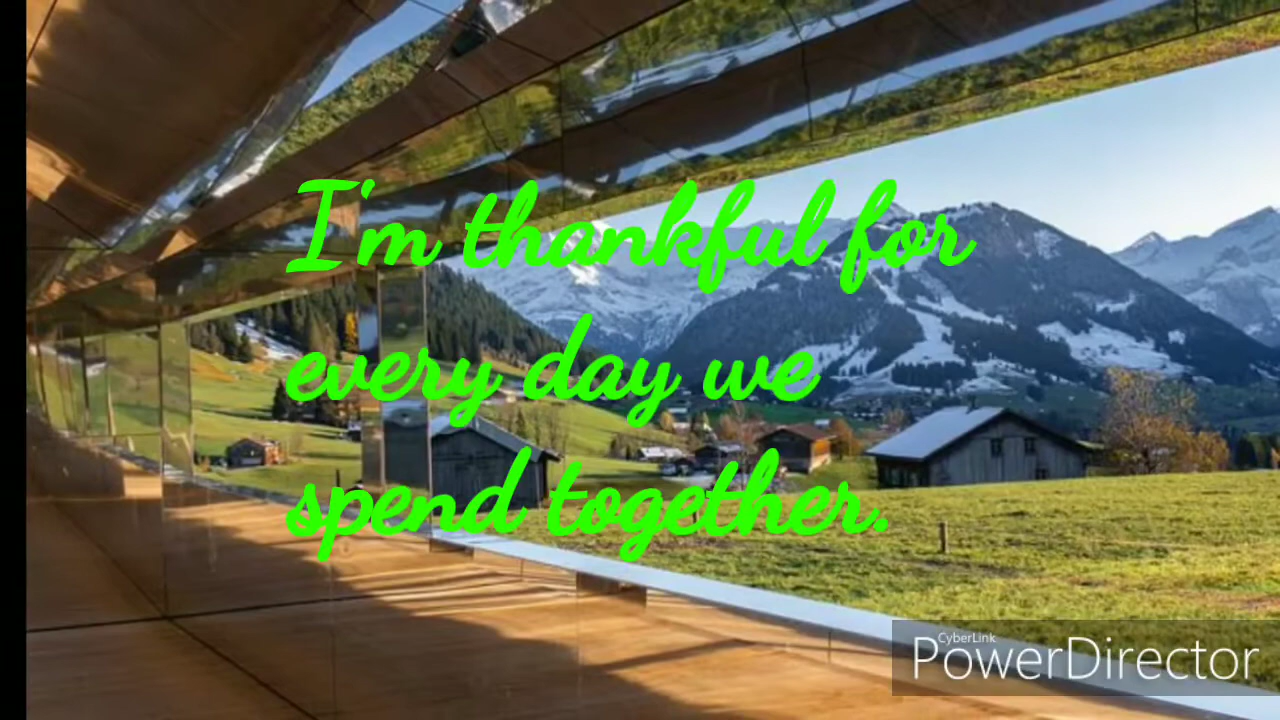 I'm thankful for
every day we
spend together.
CyberLink
PowerDirector